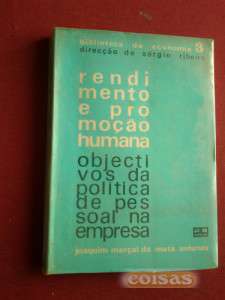 biblioteca de economia 3
direcção de sérgio ribeiro
rendi
mento
e pro
moção
humana
objecti
vos da
política
de pes
soal na
empresa
joaquim marçal da mata antunes
coisas